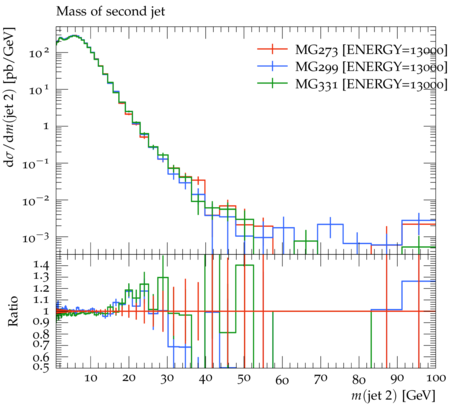 Mass of second jet
dσ/dm(jet 2) [pb/GeV]
MG273 [ENERGY=13000]
MG299 [ENERGY=13000]
MG331 [ENERGY=13000]
10²
10¹
1
10⁻¹
10⁻²
10⁻³
Ratio
1.4
1.3
1.2
1.1
1
0.9
0.8
0.7
0.6
0.5
10 20 30 40 50 60 70 80 90 100
m(jet 2) [GeV]